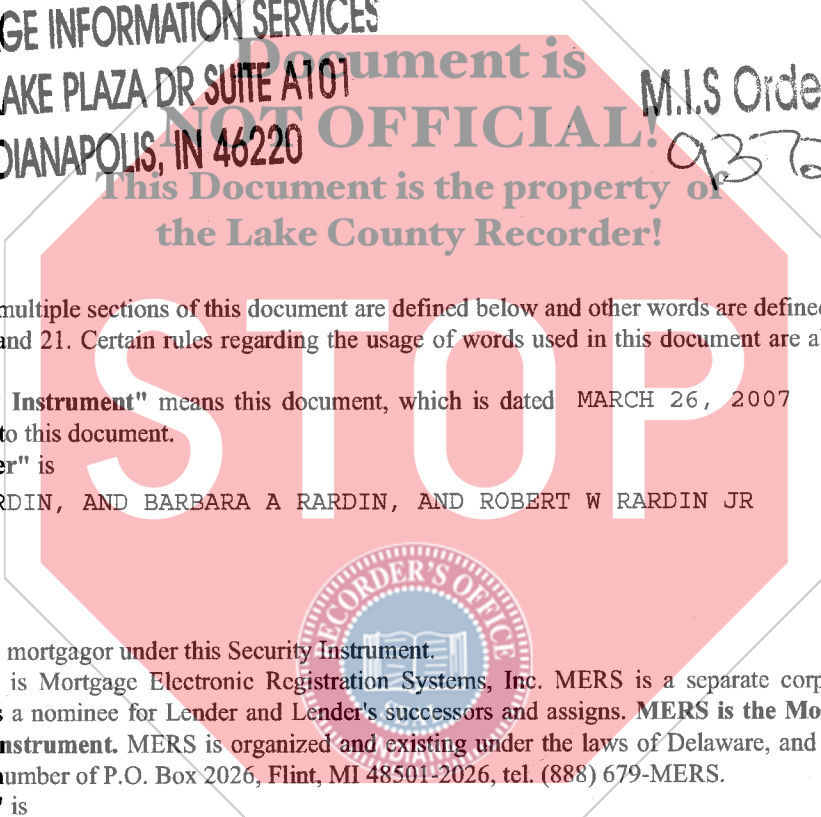 GE INFORMATION SERVICES
LAKE PLAZA DR SUITE A101
DIANAPOLIS, IN 46220
M.I.S Orde
Document is
NOT OFFICIAL!
This Document is the property of
the Lake County Recorder!
multiple sections of this document are defined below and other words are defined
and 21. Certain rules regarding the usage of words used in this document are a
Instrument" means this document, which is dated MARCH 26, 2007
to this document.
er" is
RDIN, AND BARBARA A RARDIN, AND ROBERT W RARDIN JR
STOP
RECORDER'S OFFICE
mortgagor under this Security Instrument.
is Mortgage Electronic Registration Systems, Inc. MERS is a separate corp
s a nominee for Lender and Lender's successors and assigns. MERS is the Mo
nstrument. MERS is organized and existing under the laws of Delaware, and
umber of P.O. Box 2026, Flint, MI 48501-2026, tel. (888) 679-MERS.
INDIANA
" is